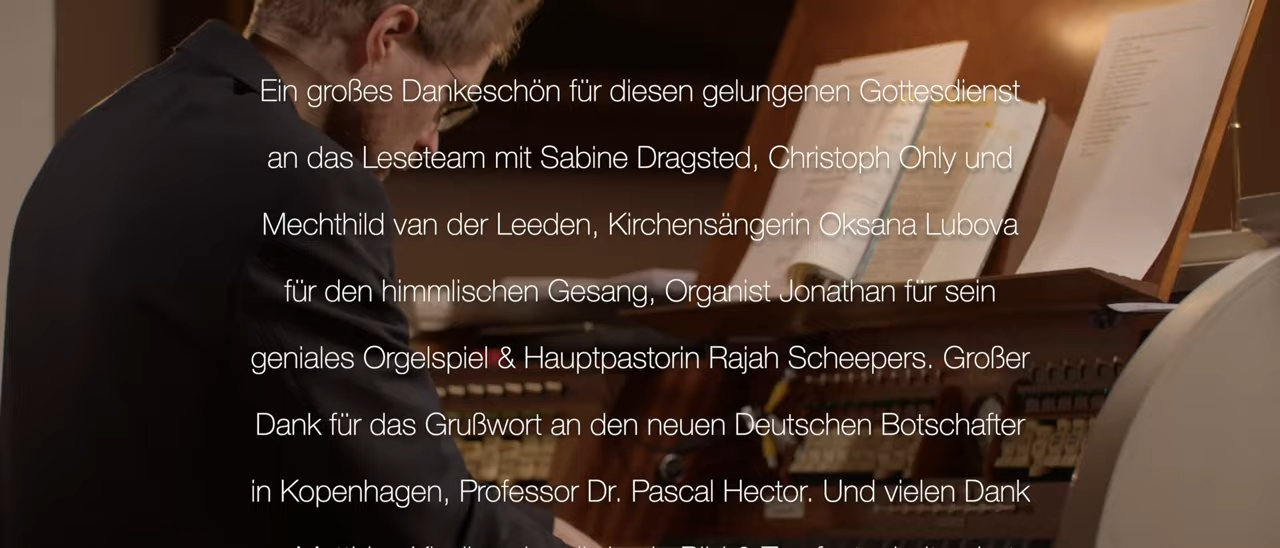 Ein großes Dankeschön für diesen gelungenen Gottesdienst
an das Leseteam mit Sabine Dragsted, Christoph Ohly und
Mechthild van der Leeden, Kirchensängerin Oksana Lubova
für den himmlischen Gesang, Organist Jonathan für sein
geniales Orgelspiel & Hauptpastorin Rajah Scheepers. Großer
Dank für das Grußwort an den neuen Deutschen Botschafter
in Kopenhagen, Professor Dr. Pascal Hector. Und vielen Dank